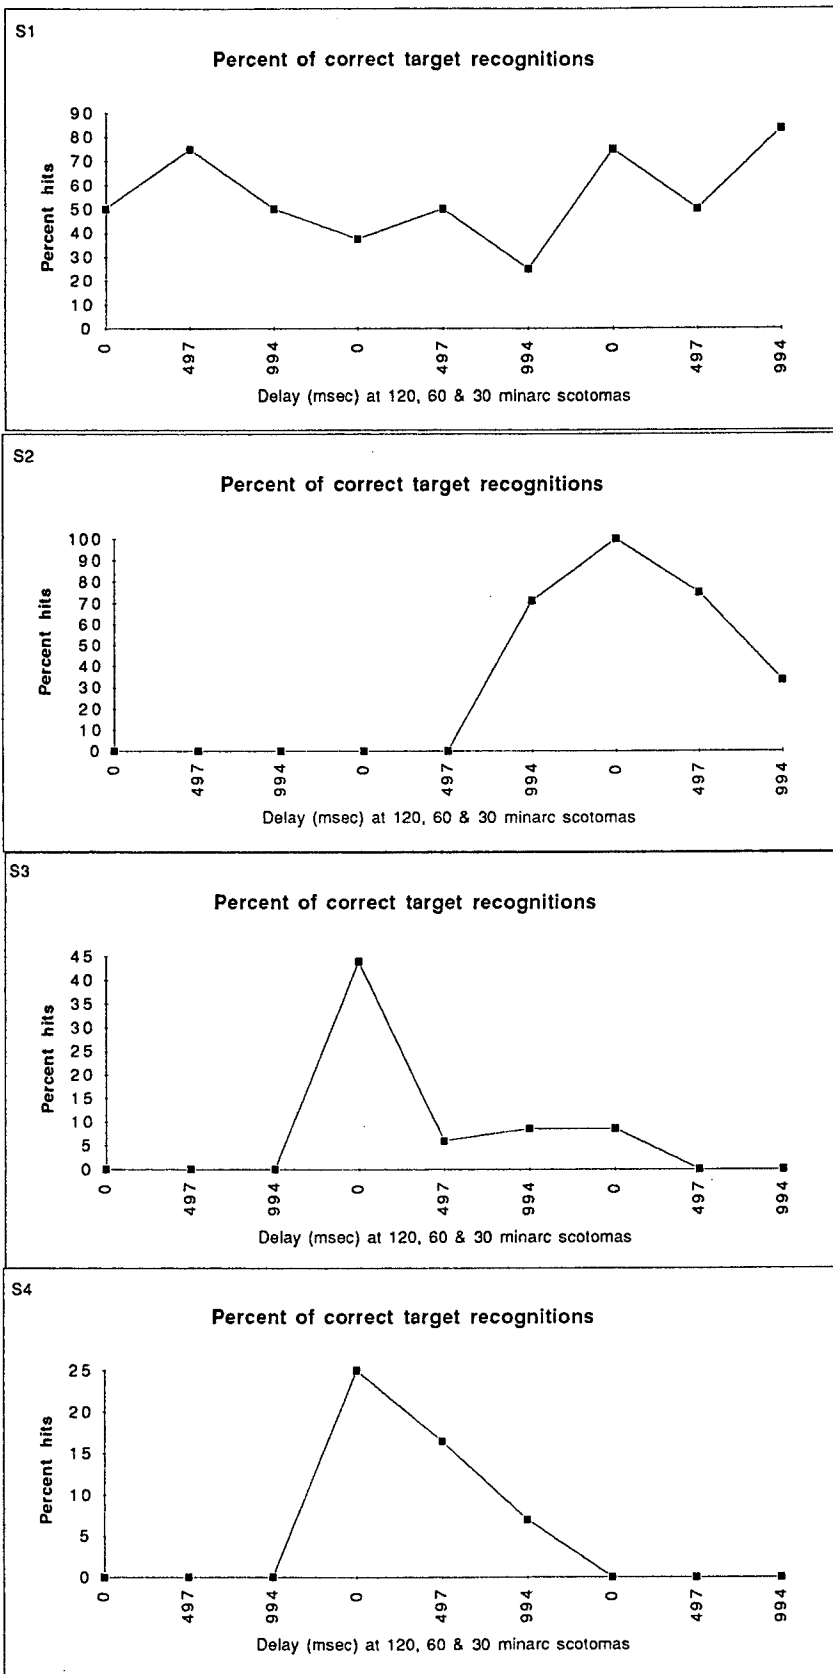 S1
Percent of correct target recognitions
Percent hits
90
80
70
60
50
40
30
20
10
0
0 497 994 0 497 994 0 497 994
Delay (msec) at 120, 60 & 30 minarc scotomas
S2
Percent of correct target recognitions
Percent hits
100
90
80
70
60
50
40
30
20
10
0
0 497 994 0 497 994 0 497 994
Delay (msec) at 120, 60 & 30 minarc scotomas
S3
Percent of correct target recognitions
Percent hits
45
40
35
30
25
20
15
10
5
0
0 497 994 0 497 994 0 497 994
Delay (msec) at 120, 60 & 30 minarc scotomas
S4
Percent of correct target recognitions
Percent hits
25
20
15
10
5
0
0 497 994 0 497 994 0 497 994
Delay (msec) at 120, 60 & 30 minarc scotomas